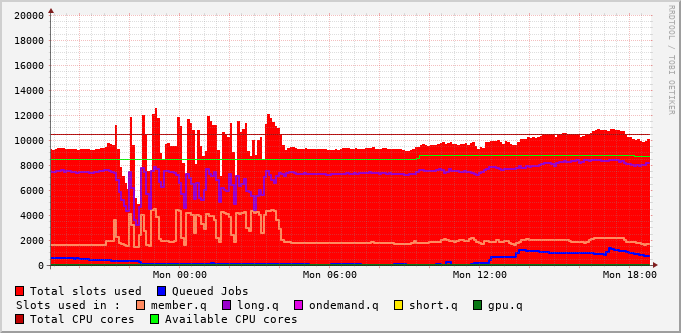 20000
18000
16000
14000
12000
10000
8000
6000
4000
2000
0
Mon 00:00 Mon 06:00 Mon 12:00 Mon 18:00
RRDTOOL / TOBI OETIKER
Total slots used Queued Jobs
Slots used in : member.q long.q ondemand.q short.q gpu.q
Total CPU cores Available CPU cores